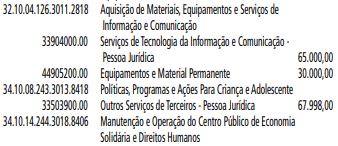 32.10.04.126.3011.2818 Aquisição de Materiais, Equipamentos e Serviços de
Informação e Comunicação
33904000.00 Serviços de Tecnologia da Informação e Comunicação -
Pessoa Jurídica 65.000,00
44905200.00 Equipamentos e Material Permanente 30.000,00
34.10.08.243.3013.8418 Políticas, Programas e Ações Para Criança e Adolescente
33503900.00 Outros Serviços de Terceiros - Pessoa Jurídica 67.998,00
34.10.14.244.3018.8406 Manutenção e Operação do Centro Público de Economia
Solidária e Direitos Humanos